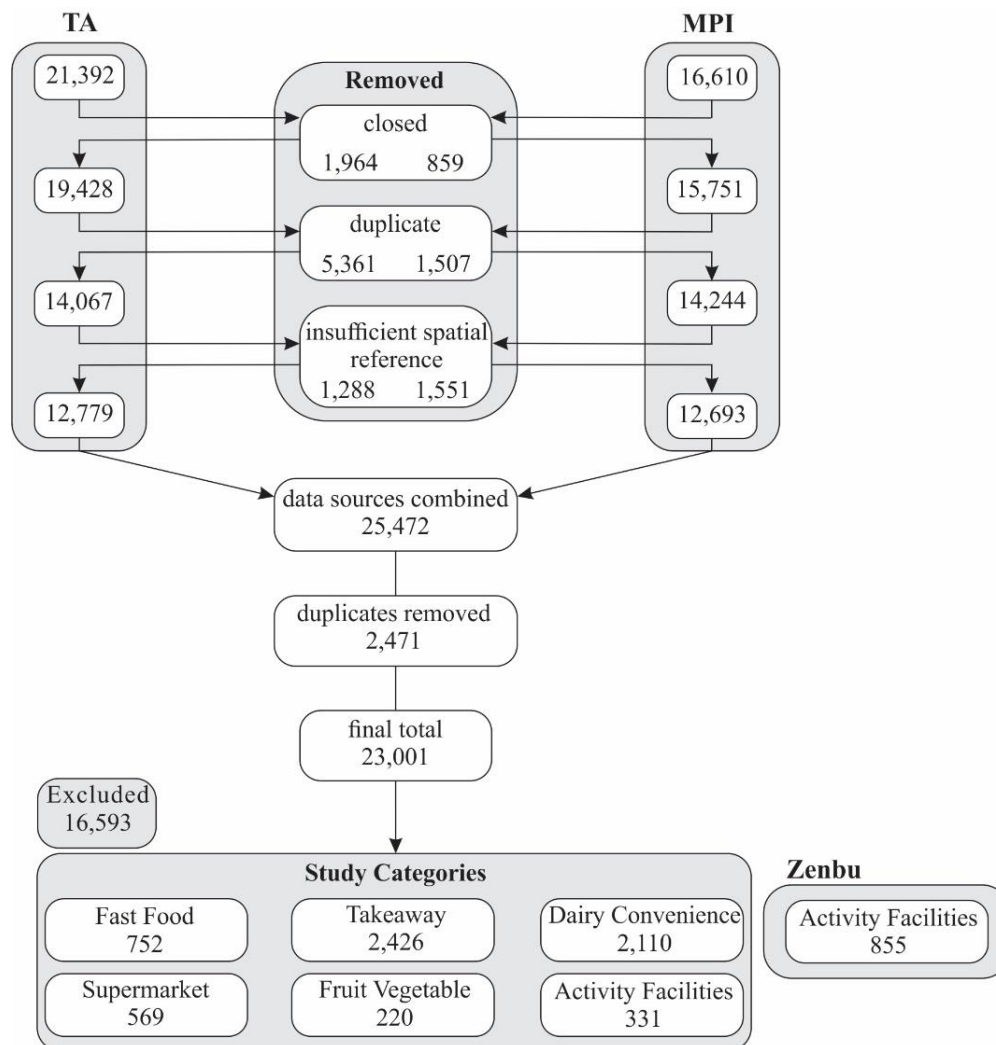 TA
MPI
21,392
Removed
16,610
closed
1,964 859
19,428
15,751
duplicate
5,361 1,507
14,067
14,244
insufficient spatial
reference
1,288 1,551
12,779
12,693
data sources combined
25,472
duplicates removed
2,471
final total
23,001
Excluded
16,593
Study Categories
Zenbu
Fast Food
752
Takeaway
2,426
Dairy Convenience
2,110
Activity Facilities
855
Supermarket
569
Fruit Vegetable
220
Activity Facilities
331